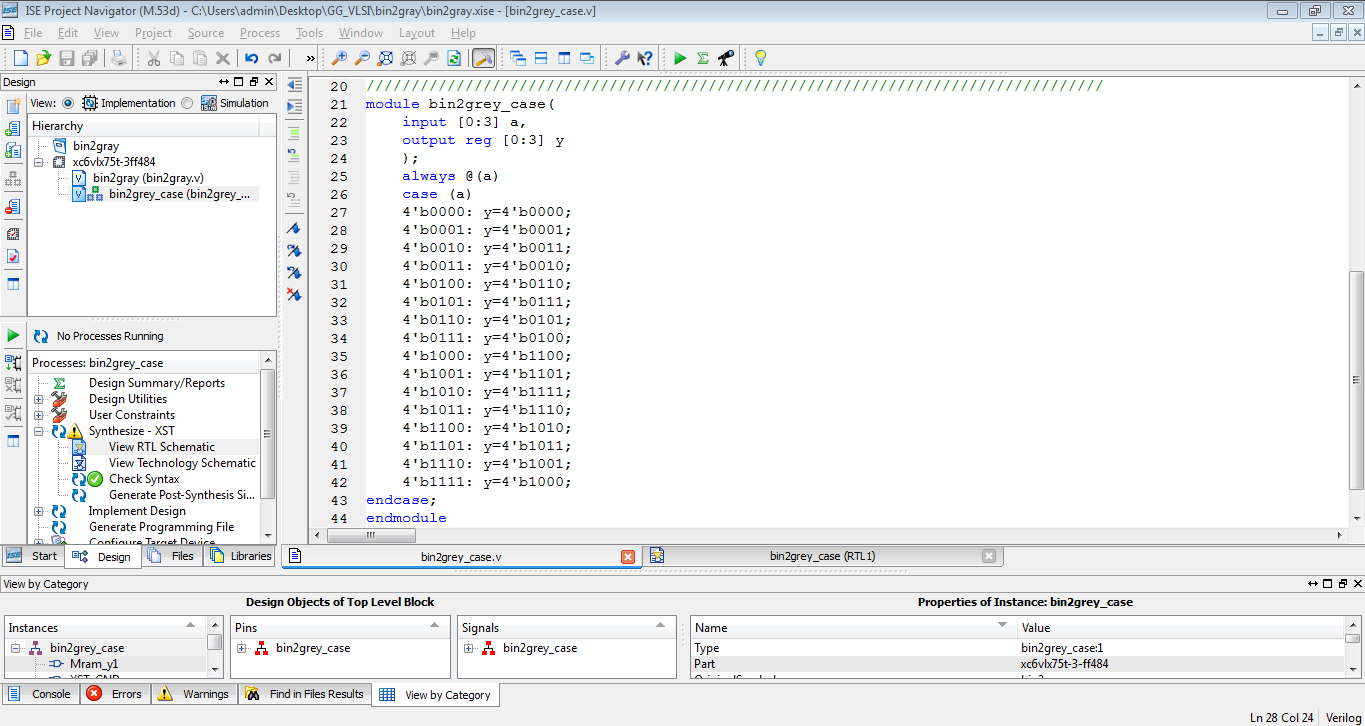 ISE Project Navigator (M.53d) - C:\Users\admin\Desktop\GG_VLSI\bin2gray\bin2gray.xise - [bin2grey_case.v]
File Edit View Project Source Process Tools Window Layout Help
Design
View: Implementation Simulation
Hierarchy
bin2gray
xc6vlx75t-3ff484
bin2gray (bin2gray.v)
bin2grey_case (bin2grey_...
No Processes Running
Processes: bin2grey_case
Design Summary/Reports
Design Utilities
User Constraints
Synthesize - XST
View RTL Schematic
View Technology Schematic
Check Syntax
Generate Post-Synthesis Si...
Implement Design
Generate Programming File
Configure Target Device
Start Design Files Libraries
20 //////////////////////////////////////////////////////////////////////////////////
21 module bin2grey_case(
22 input [0:3] a,
23 output reg [0:3] y
24 );
25 always @(a)
26 case (a)
27 4'b0000: y=4'b0000;
28 4'b0001: y=4'b0001;
29 4'b0010: y=4'b0011;
30 4'b0011: y=4'b0010;
31 4'b0100: y=4'b0110;
32 4'b0101: y=4'b0111;
33 4'b0110: y=4'b0101;
34 4'b0111: y=4'b0100;
35 4'b1000: y=4'b1100;
36 4'b1001: y=4'b1101;
37 4'b1010: y=4'b1111;
38 4'b1011: y=4'b1110;
39 4'b1100: y=4'b1010;
40 4'b1101: y=4'b1011;
41 4'b1110: y=4'b1001;
42 4'b1111: y=4'b1000;
43 endcase;
44 endmodule
bin2grey_case.v bin2grey_case (RTL1)
View by Category
Design Objects of Top Level Block
Properties of Instance: bin2grey_case
Instances
bin2grey_case
Mram_y1
XST_GND
Pins
bin2grey_case
Signals
bin2grey_case
Name Value
Type bin2grey_case:1
Part xc6vlx75t-3-ff484
Console Errors Warnings Find in Files Results View by Category
Ln 28 Col 24 Verilog